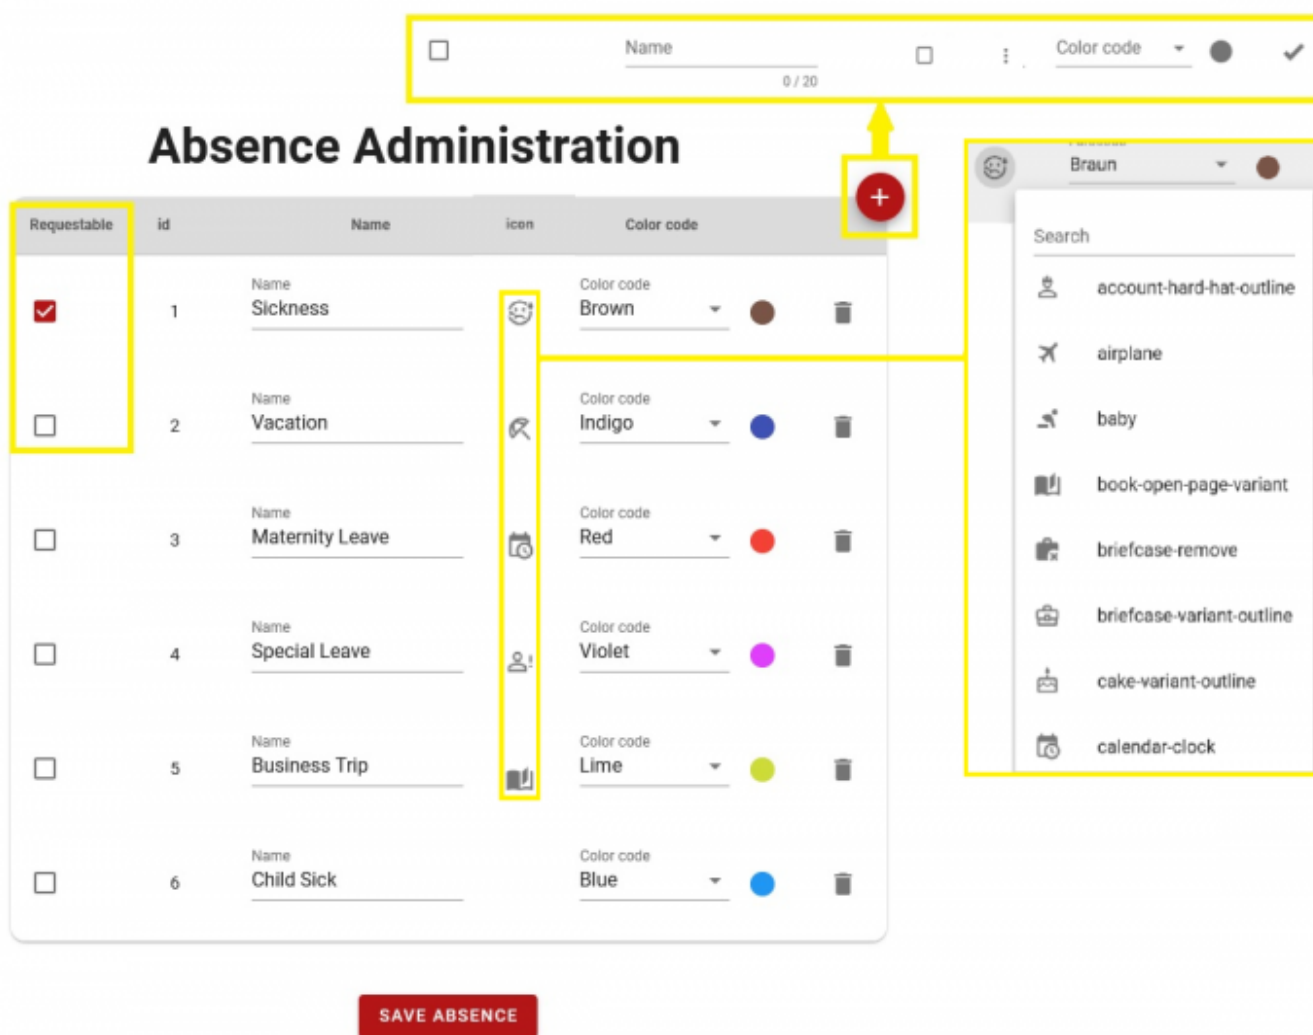 Name
Color code
0 / 20
Absence Administration
Braun
+
Requestable id Name icon Color code
Search
Name Color code
1 Sickness Brown
account-hard-hat-outline
airplane
Name Color code
2 Vacation Indigo
baby
book-open-page-variant
Name Color code
3 Maternity Leave Red
briefcase-remove
briefcase-variant-outline
Name Color code
4 Special Leave Violet
cake-variant-outline
Name Color code
5 Business Trip Lime
calendar-clock
Name Color code
6 Child Sick Blue
SAVE ABSENCE